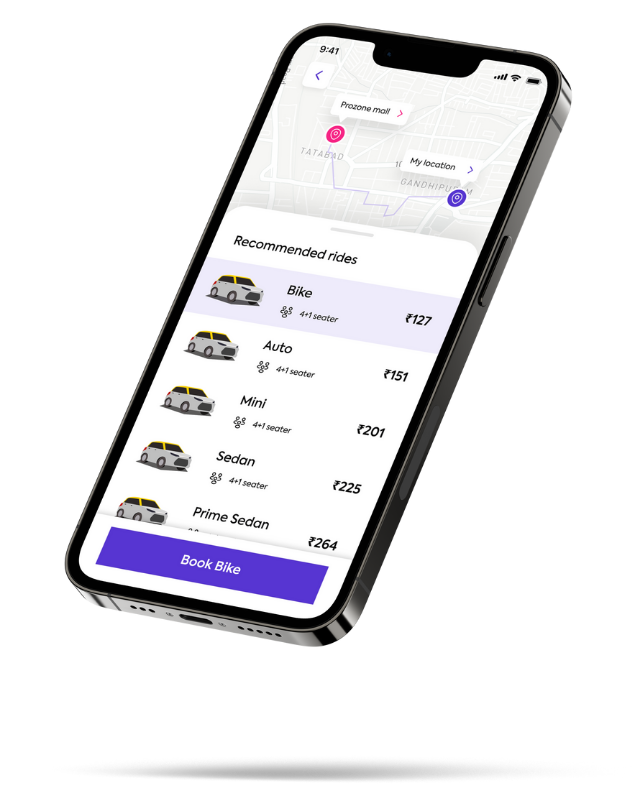 9:41
Prozone mall
TATABAD
My location
GANDHIPU
Recommended rides
Bike
4+1 seater
₹127
Auto
4+1 seater
₹151
Mini
4+1 seater
₹201
Sedan
4+1 seater
₹225
Prime Sedan
₹264
Book Bike